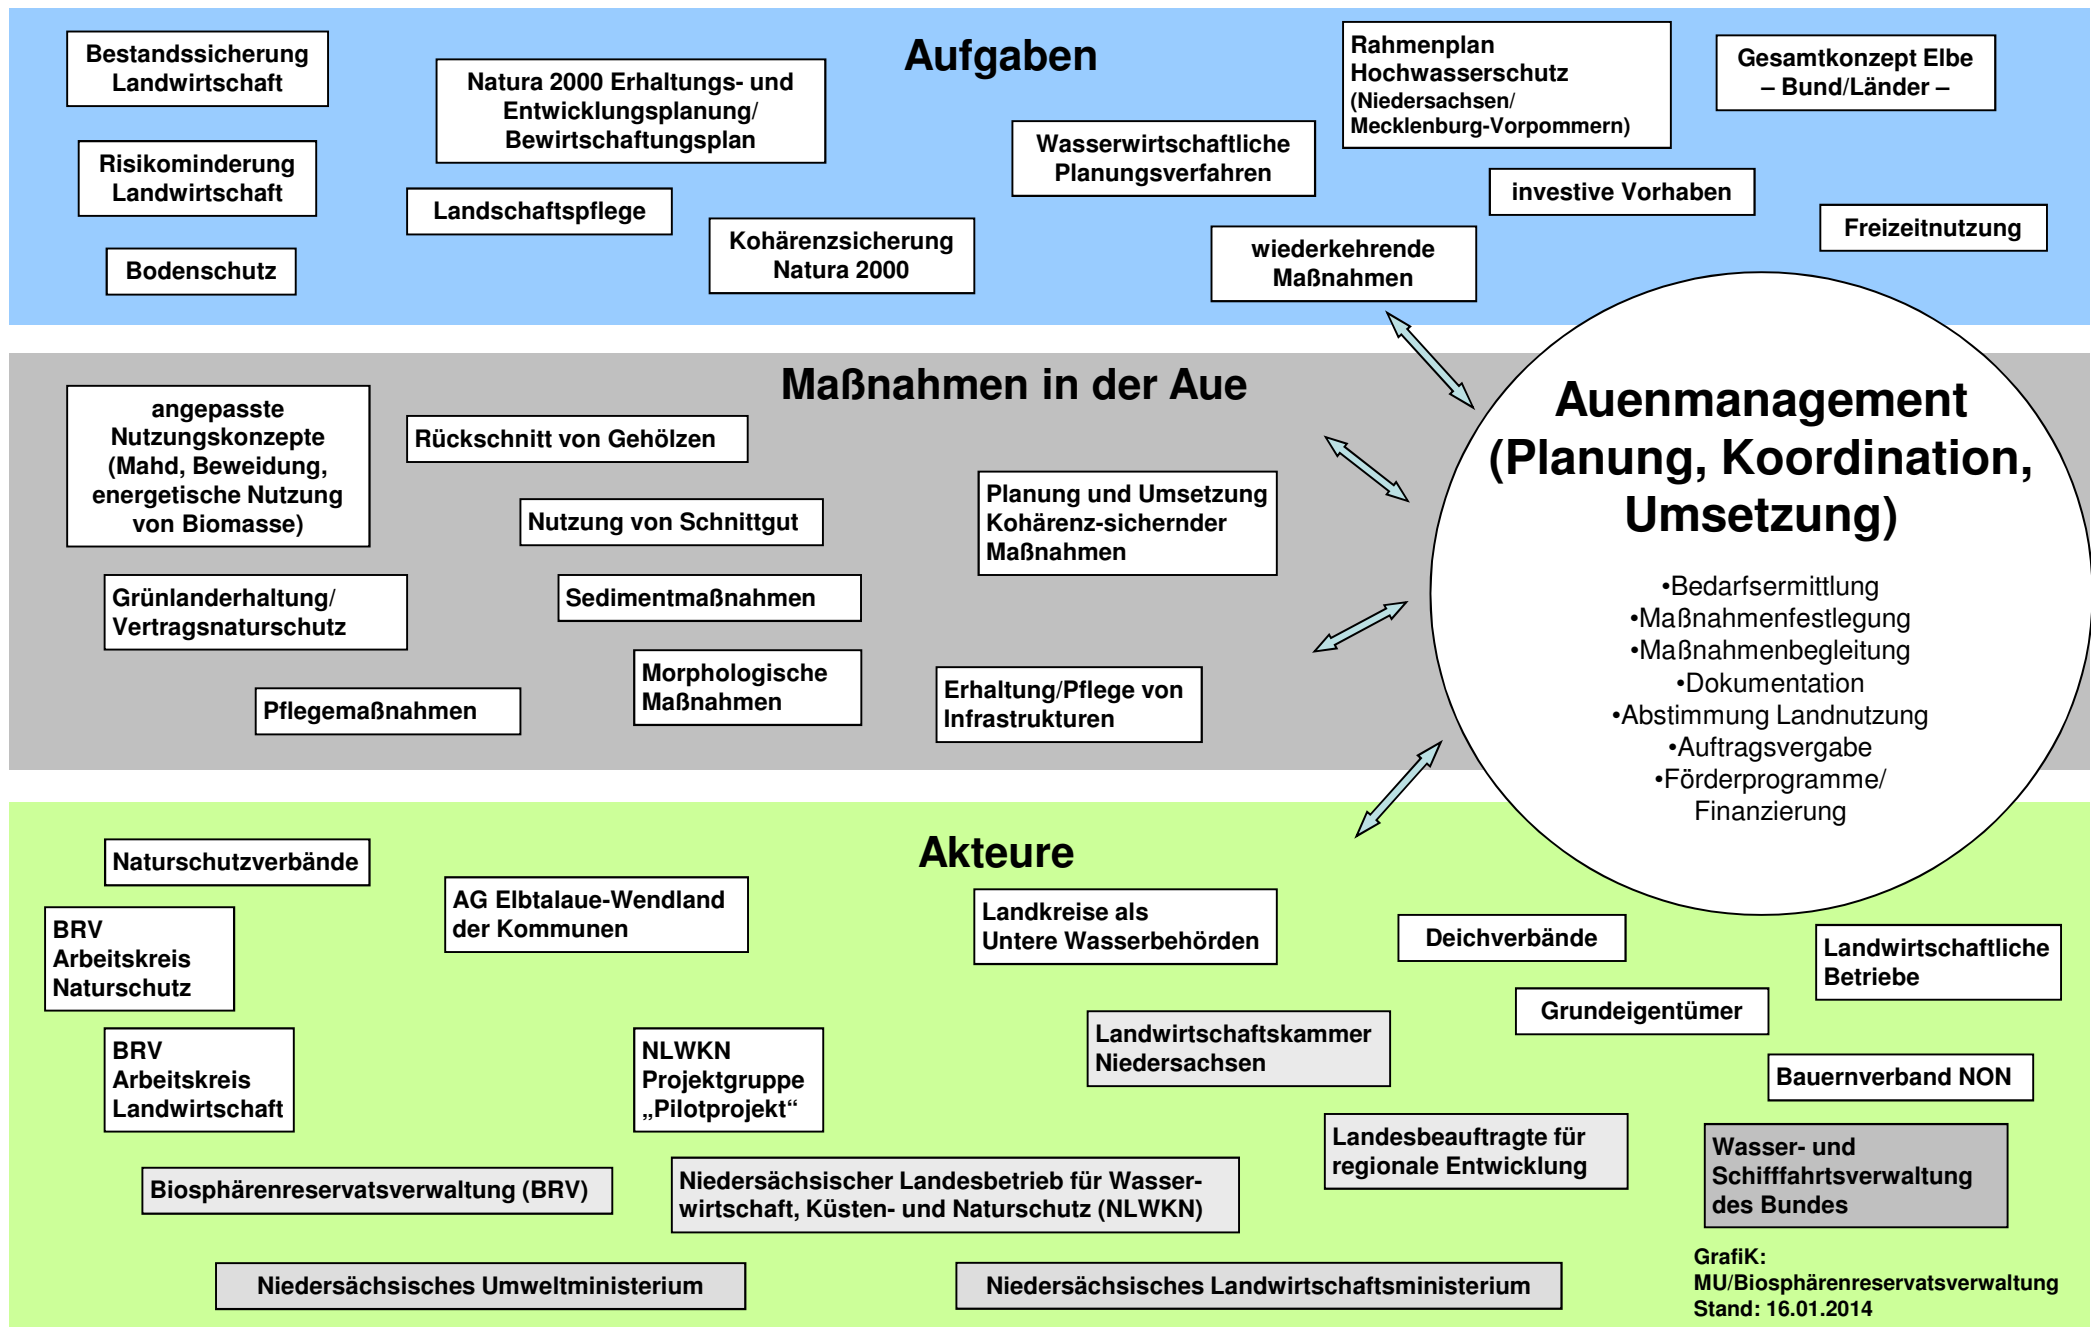 Aufgaben
Bestandssicherung
Landwirtschaft
Natura 2000 Erhaltungs- und
Entwicklungsplanung/
Bewirtschaftungsplan
Rahmenplan
Hochwasserschutz
(Niedersachsen/
Mecklenburg-Vorpommern)
Gesamtkonzept Elbe
– Bund/Länder –
Risikominderung
Landwirtschaft
Wasserwirtschaftliche
Planungsverfahren
investive Vorhaben
Landschaftspflege
Freizeitnutzung
Bodenschutz
Kohärenzsicherung
Natura 2000
wiederkehrende
Maßnahmen
Maßnahmen in der Aue
angepasste
Nutzungskonzepte
(Mahd, Beweidung,
energetische Nutzung
von Biomasse)
Rückschnitt von Gehölzen
Nutzung von Schnittgut
Planung und Umsetzung
Kohärenz-sichernder
Maßnahmen
Grünlanderhaltung/
Vertragsnaturschutz
Sedimentmaßnahmen
Morphologische
Maßnahmen
Erhaltung/Pflege von
Infrastrukturen
Pflegemaßnahmen
Auenmanagement
(Planung, Koordination,
Umsetzung)
•Bedarfsermittlung
•Maßnahmenfestlegung
•Maßnahmenbegleitung
•Dokumentation
•Abstimmung Landnutzung
•Auftragsvergabe
•Förderprogramme/
Finanzierung
Akteure
Naturschutzverbände
AG Elbtalaue-Wendland
der Kommunen
Landkreise als
Untere Wasserbehörden
Deichverbände
Landwirtschaftliche
Betriebe
BRV
Arbeitskreis
Naturschutz
Grundeigentümer
BRV
Arbeitskreis
Landwirtschaft
NLWKN
Projektgruppe
„Pilotprojekt“
Landwirtschaftskammer
Niedersachsen
Bauernverband NON
Landesbeauftragte für
regionale Entwicklung
Wasser- und
Schifffahrtsverwaltung
des Bundes
Biosphärenreservatsverwaltung (BRV)
Niedersächsischer Landesbetrieb für Wasser-
wirtschaft, Küsten- und Naturschutz (NLWKN)
Niedersächsisches Umweltministerium
Niedersächsisches Landwirtschaftsministerium
GrafiK:
MU/Biosphärenreservatsverwaltung
Stand: 16.01.2014